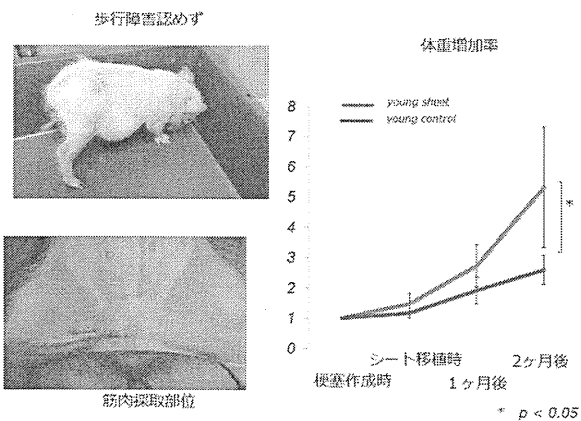 歩行障害認めず
筋肉採取部位
体重増加率
young sheet
young control
8
7
6
5
4
3
2
1
0
*
梗塞作成時
シート移植時
1ヶ月後
2ヶ月後
* p < 0.05